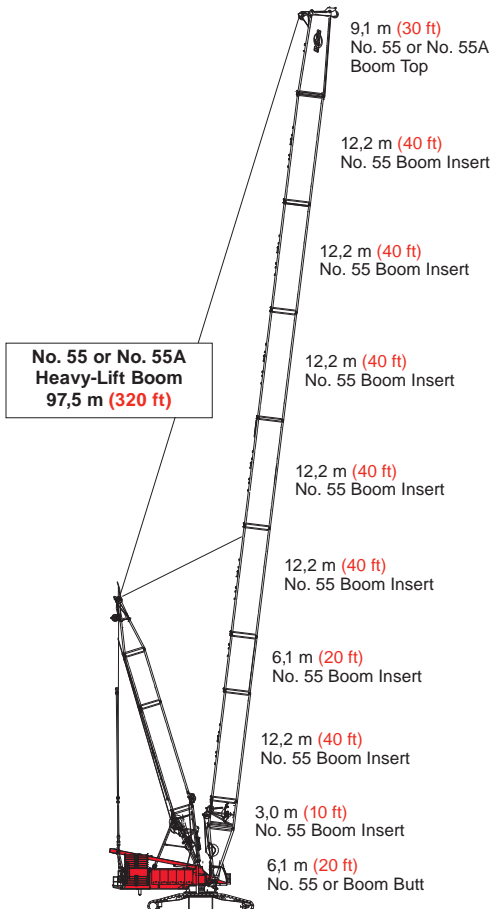 9,1 m (30 ft)
No. 55 or No. 55A
Boom Top
12,2 m (40 ft)
No. 55 Boom Insert
12,2 m (40 ft)
No. 55 Boom Insert
No. 55 or No. 55A
Heavy-Lift Boom
97,5 m (320 ft)
12,2 m (40 ft)
No. 55 Boom Insert
12,2 m (40 ft)
No. 55 Boom Insert
12,2 m (40 ft)
No. 55 Boom Insert
6,1 m (20 ft)
No. 55 Boom Insert
12,2 m (40 ft)
No. 55 Boom Insert
3,0 m (10 ft)
No. 55 Boom Insert
6,1 m (20 ft)
No. 55 or Boom Butt